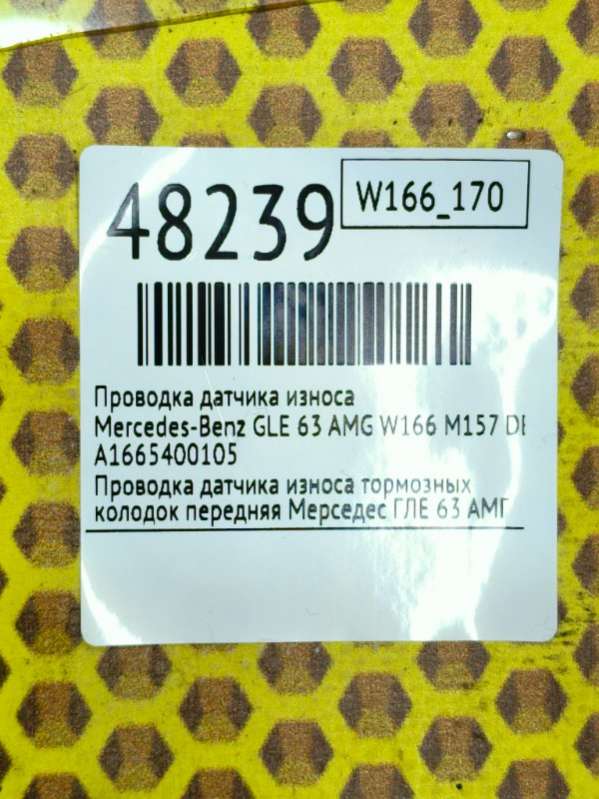 48239
W166_170
Проводка датчика износа
Mercedes-Benz GLE 63 AMG W166 M157 DE
A1665400105
Проводка датчика износа тормозных
колодок передняя Мерседес ГЛЕ 63 АМГ